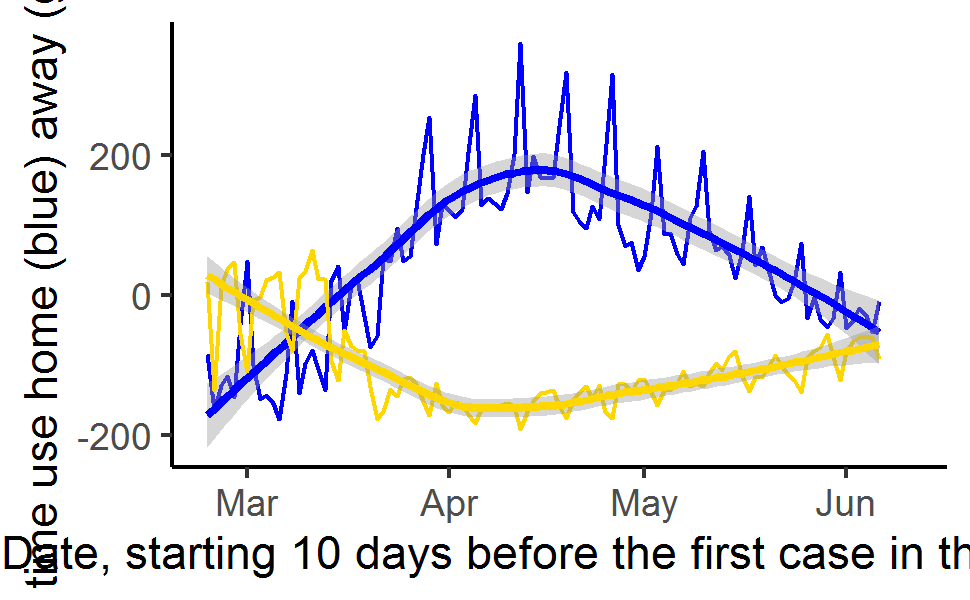 time use home (blue) away (
200
0
-200
Mar Apr May Jun
Date, starting 10 days before the first case in th